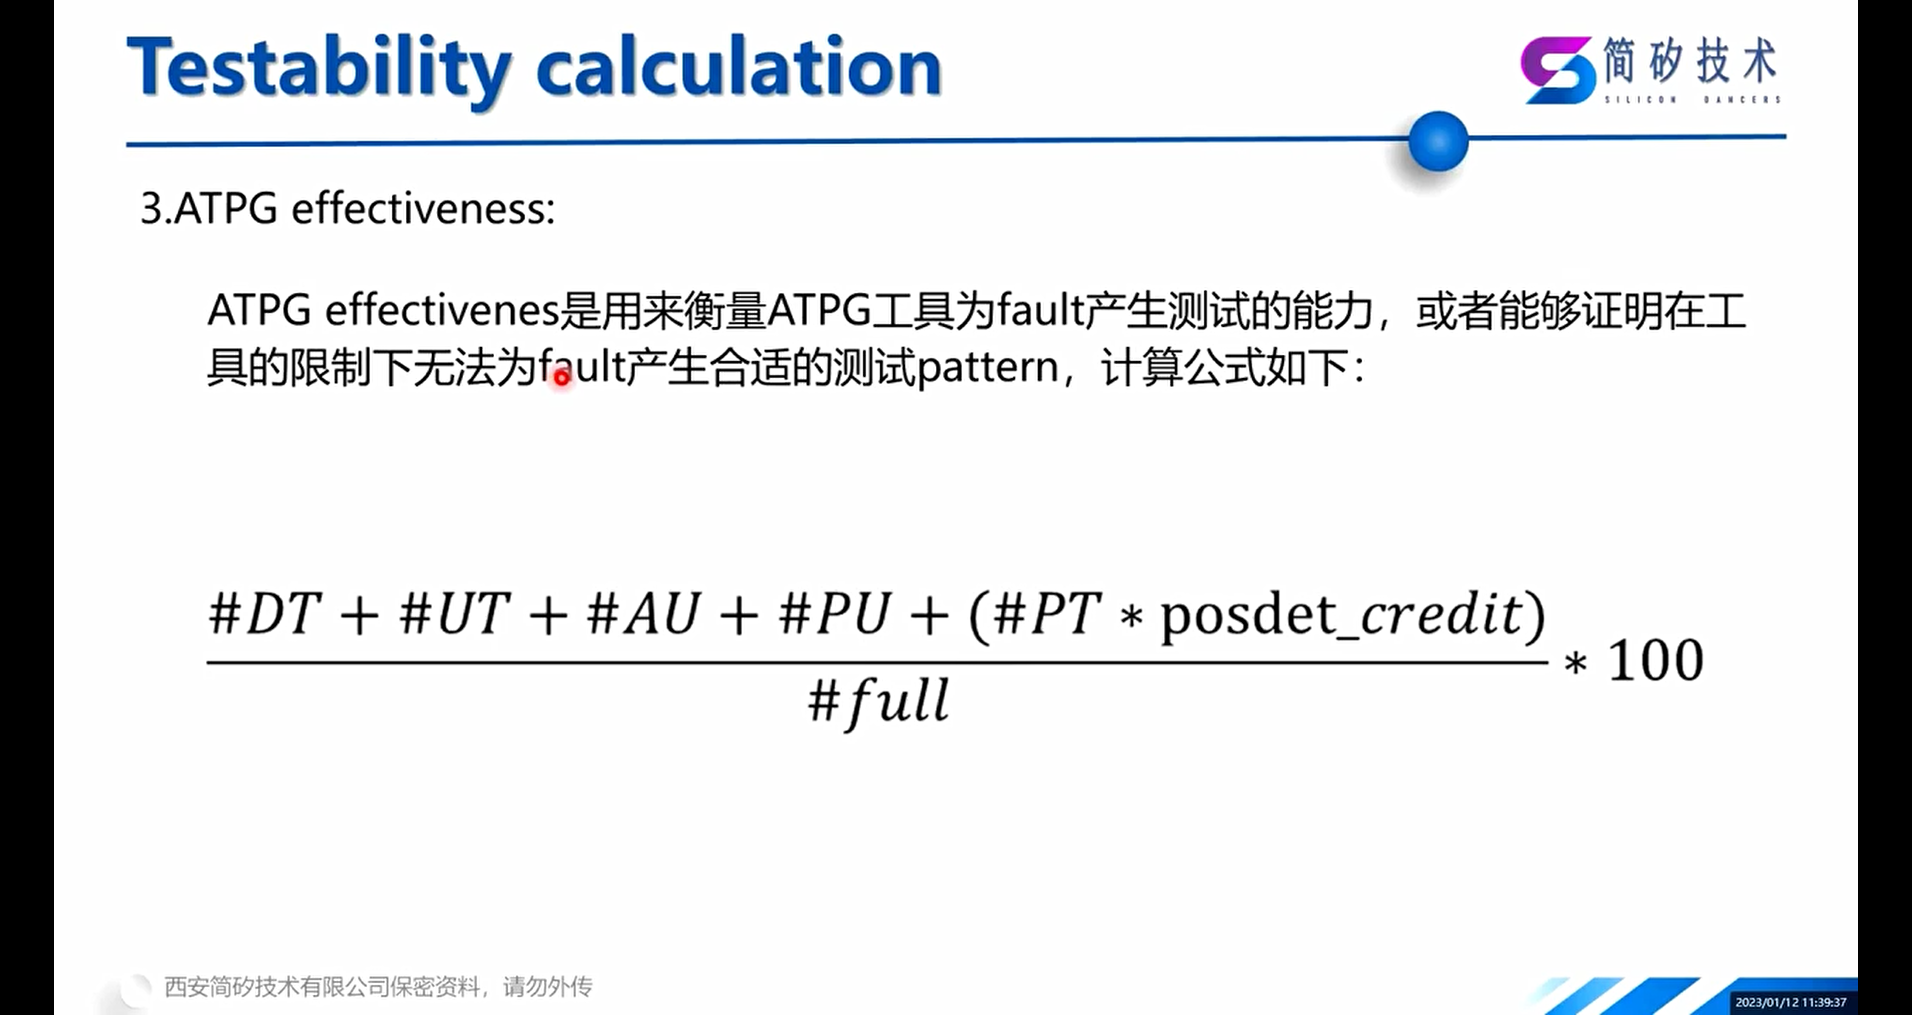 Testability calculation
简矽技术
SILICON DANCERS
3.ATPG effectiveness:
ATPG effectivenes是用来衡量ATPG工具为fault产生测试的能力，或者能够证明在工
具的限制下无法为fault产生合适的测试pattern，计算公式如下：
#DT + #UT + #AU + #PU + (#PT * posdet_credit)
* 100
#full
西安简矽技术有限公司保密资料，请勿外传
2023/01/12 11:39:37